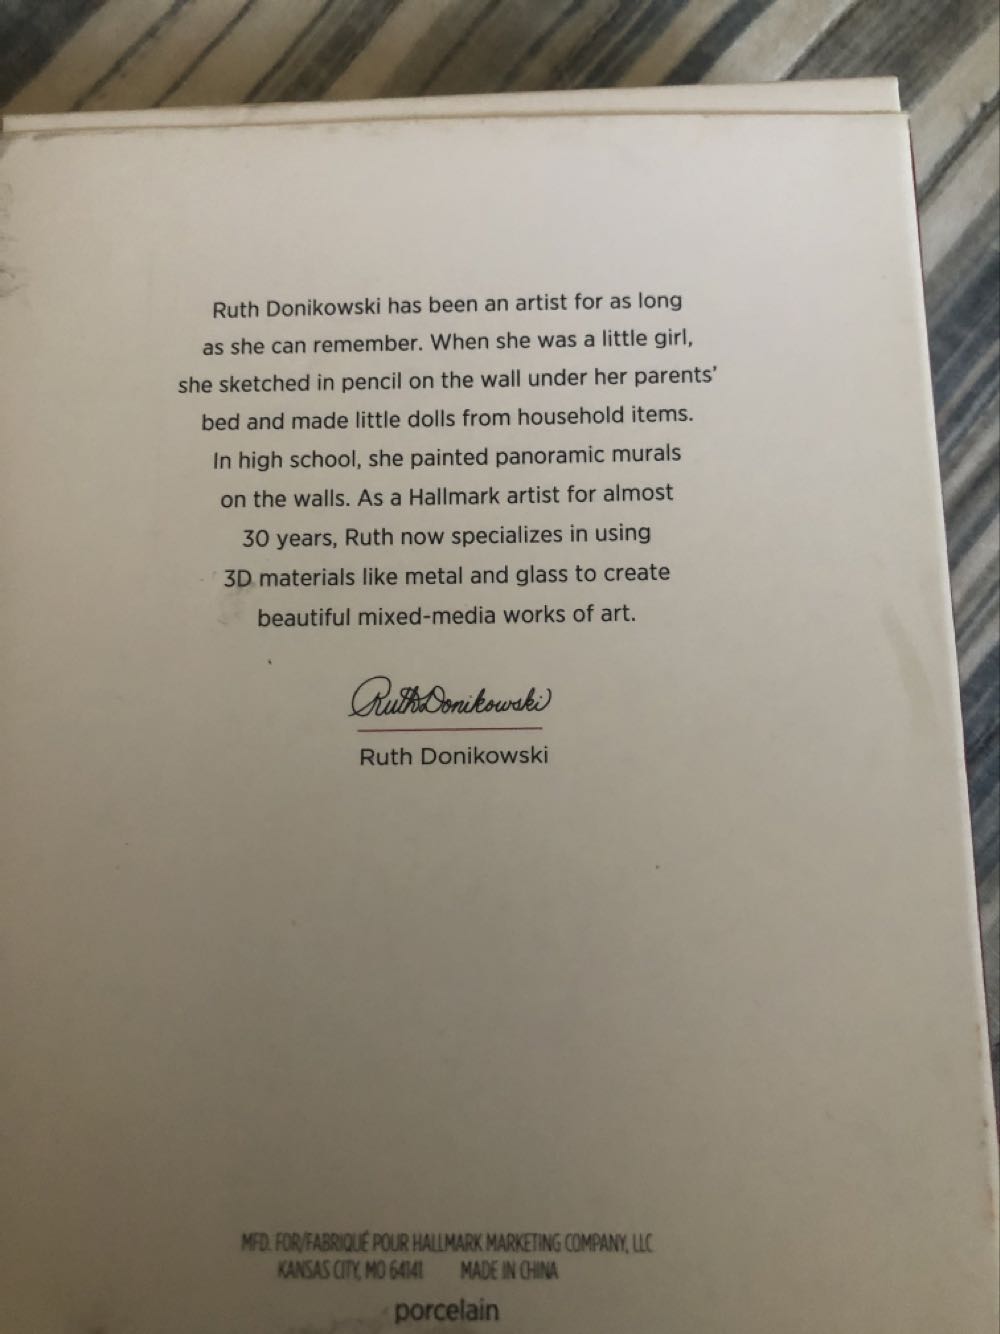 Ruth Donikowski has been an artist for as long
as she can remember. When she was a little girl,
she sketched in pencil on the wall under her parents'
bed and made little dolls from household items.
In high school, she painted panoramic murals
on the walls. As a Hallmark artist for almost
30 years, Ruth now specializes in using
3D materials like metal and glass to create
beautiful mixed-media works of art.
Ruth Donikowski
Ruth Donikowski
MFD. FOR/FABRIQUÉ POUR HALLMARK MARKETING COMPANY, LLC
KANSAS CITY, MO 64141 MADE IN CHINA
porcelain